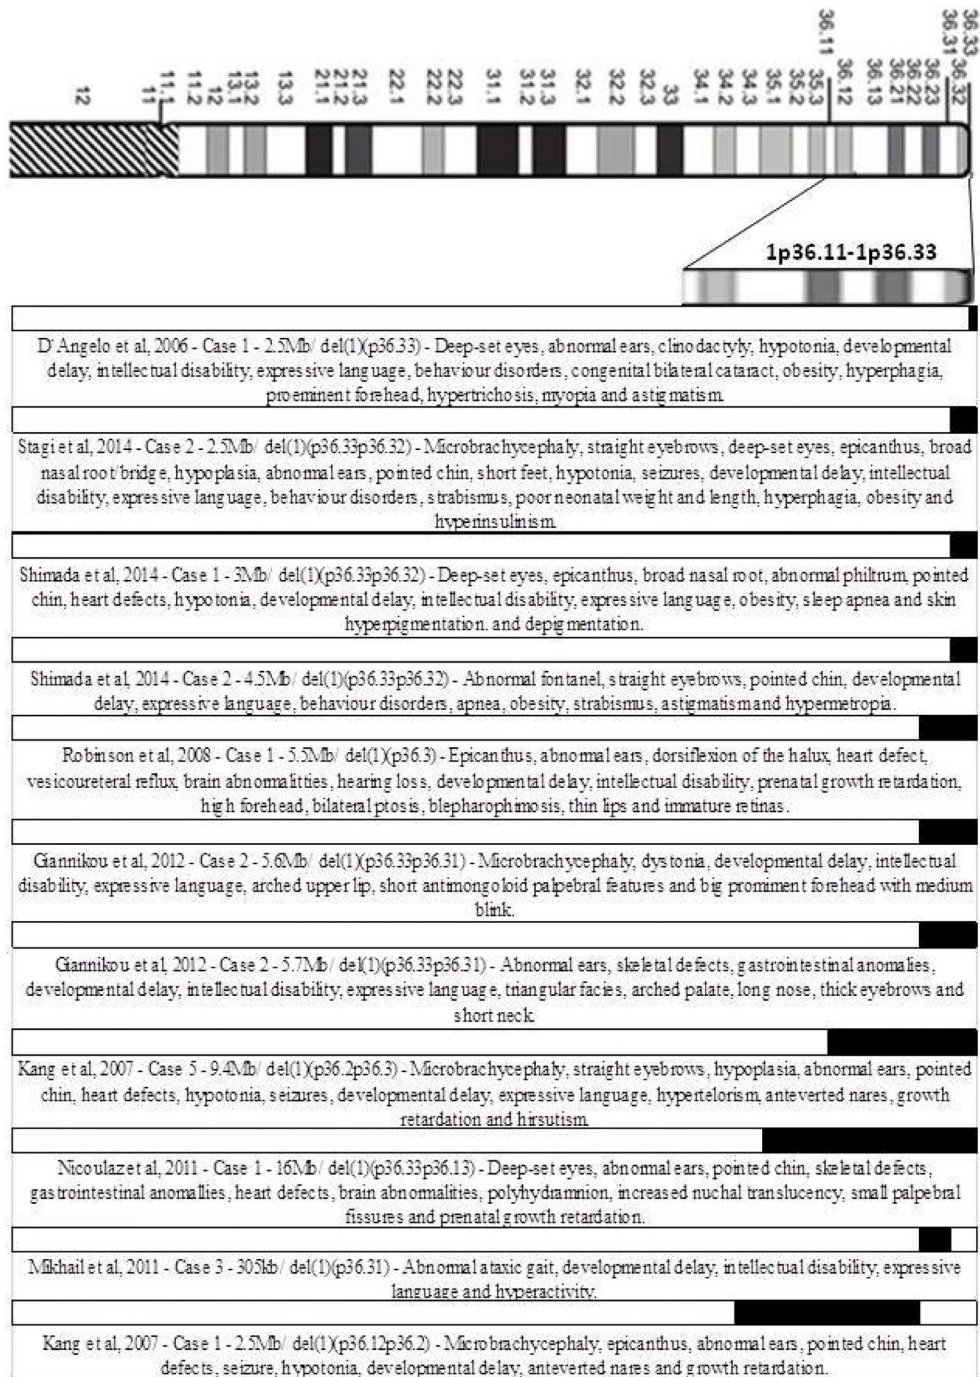 12
11
11.1
11.2
12
13.1
13.2
13.3
21.1
21.2
21.3
22.1
22.2
22.3
31.1
31.2
31.3
32.1
32.2
32.3
33
34.1
34.2
34.3
35.1
35.2
35.3
36.11
36.12
36.13
36.21
36.22
36.23
36.31
36.32
36.33
1p36.11-1p36.33
D'Angelo et al, 2006 - Case 1 - 2.5Mb/ del(1)(p36.33) - Deep-set eyes, abnormal ears, clinodactyly, hypotonia, developmental
delay, intellectual disability, expressive language, behaviour disorders, congenital bilateral cataract, obesity, hyperphagia,
proeminent forehead, hypertrichosis, myopia and astigmatism.
Stagi et al, 2014 - Case 2 - 2.5Mb/ del(1)(p36.33p36.32) - Microbrachycephaly, straight eyebrows, deep-set eyes, epicanthus, broad
nasal root/bridge, hypoplasia, abnormal ears, pointed chin, short feet, hypotonia, seizures, developmental delay, intellectual
disability, expressive language, behaviour disorders, strabismus, poor neonatal weight and length, hyperphagia, obesity and
hyperinsulinism.
Shimada et al, 2014 - Case 1 - 3Mb/ del(1)(p36.33p36.32) - Deep-set eyes, epicanthus, broad nasal root, abnormal philtrum, pointed
chin, heart defects, hypotonia, developmental delay, intellectual disability, expressive language, obesity, sleep apnea and skin
hyperpigmentation. and depigmentation.
Shimada et al, 2014 - Case 2 - 4.5Mb/ del(1)(p36.33p36.32) - Abnormal fontanel, straight eyebrows, pointed chin, developmental
delay, expressive language, behaviour disorders, apnea, obesity, strabismus, astigmatism and hypermetropia.
Robinson et al, 2008 - Case 1 - 5.5Mb/ del(1)(p36.3) - Epicanthus, abnormal ears, dorsiflexion of the halux, heart defect,
vesicoureteral reflux, brain abnormalitties, hearing loss, developmental delay, intellectual disability, prenatal growth retardation,
high forehead, bilateral ptosis, blepharophimosis, thin lips and immature retinas.
Giannikou et al, 2012 - Case 2 - 5.6Mb/ del(1)(p36.33p36.31) - Microbrachycephaly, dystonia, developmental delay, intellectual
disability, expressive language, arched upper lip, short antimongoloid palpebral features and big promiment forehead with medium
blink.
Giannikou et al, 2012 - Case 2 - 5.7Mb/ del(1)(p36.33p36.31) - Abnormal ears, skeletal defects, gastrointestinal anomalies,
developmental delay, intellectual disability, expressive language, triangular facies, arched palate, long nose, thick eyebrows and
short neck.
Kang et al, 2007 - Case 5 - 9.4Mb/ del(1)(p36.2p36.3) - Microbrachycephaly, straight eyebrows, hypoplasia, abnormal ears, pointed
chin, heart defects, hypotonia, seizures, developmental delay, expressive language, hypertelorism, anteverted nares, growth
retardation and hirsutism.
Nicoulaz et al, 2011 - Case 1 - 16Mb/ del(1)(p36.33p36.13) - Deep-set eyes, abnormal ears, pointed chin, skeletal defects,
gastrointestinal anomallies, heart defects, brain abnormalities, polyhydramnion, increased nuchal translucency, small palpebral
fissures and prenatal growth retardation.
Mikhail et al, 2011 - Case 3 - 305kb/ del(1)(p36.31) - Abnormal ataxic gait, developmental delay, intellectual disability, expressive
language and hyperactivity.
Kang et al, 2007 - Case 1 - 2.5Mb/ del(1)(p36.12p36.2) - Microbrachycephaly, epicanthus, abnormal ears, pointed chin, heart
defects, seizure, hypotonia, developmental delay, anteverted nares and growth retardation.